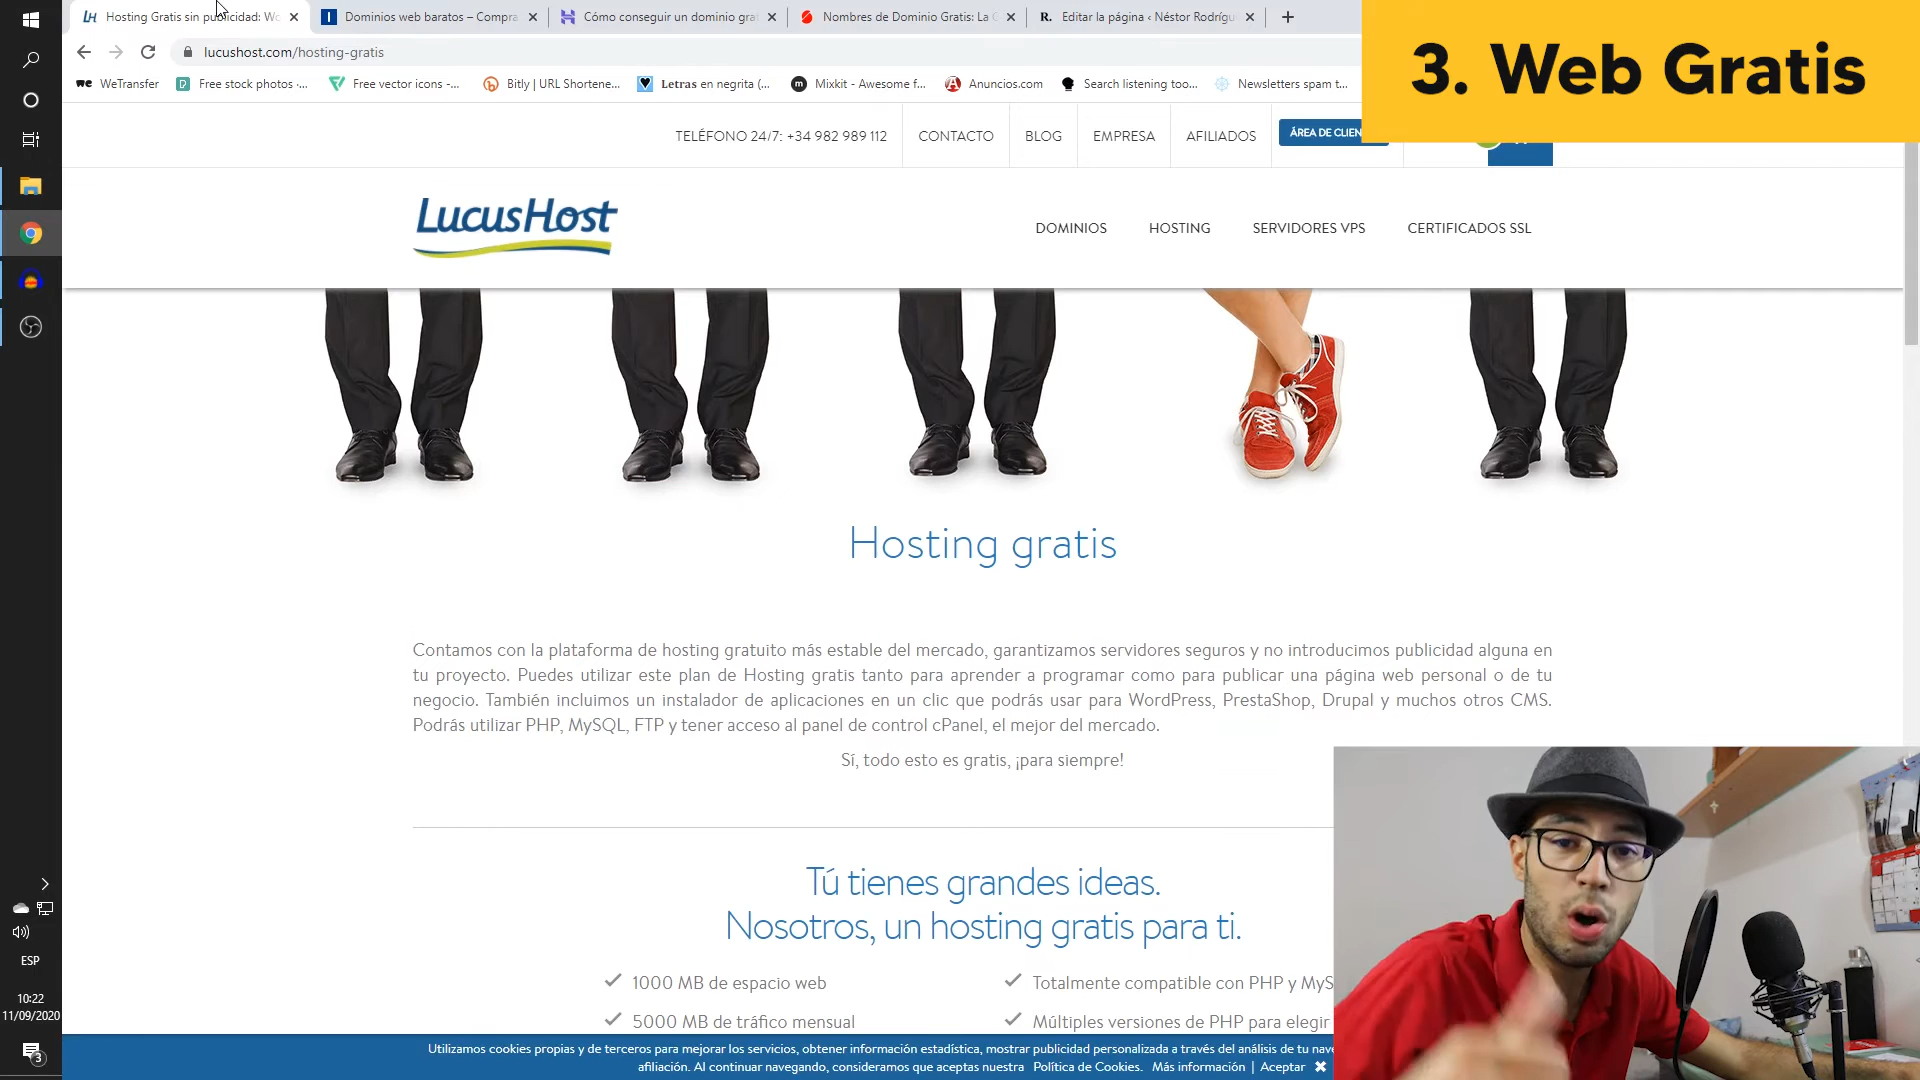 Hosting Gratis sin publicidad: Wo
Dominios web baratos – Compra
Cómo conseguir un dominio gra
Nombres de Dominio Gratis: La
Editar la página ‹ Néstor Rodrígu
lucushost.com/hosting-gratis
WeTransfer
Free stock photos ·...
Free vector icons -...
Bitly | URL Shortene...
Letras en negrita (...
Mixkit - Awesome f...
Anuncios.com
Search listening too...
Newsletters spam t...
3. Web Gratis
TELÉFONO 24/7: +34 982 989 112
CONTACTO
BLOG
EMPRESA
AFILIADOS
ÁREA DE CLIEN
LucusHost
DOMINIOS
HOSTING
SERVIDORES VPS
CERTIFICADOS SSL
Hosting gratis
Contamos con la plataforma de hosting gratuito más estable del mercado, garantizamos servidores seguros y no introducimos publicidad alguna en
tu proyecto. Puedes utilizar este plan de Hosting gratis tanto para aprender a programar como para publicar una página web personal o de tu
negocio. También incluimos un instalador de aplicaciones en un clic que podrás usar para WordPress, PrestaShop, Drupal y muchos otros CMS.
Podrás utilizar PHP, MySQL, FTP y tener acceso al panel de control cPanel, el mejor del mercado.
Sí, todo esto es gratis, ¡para siempre!
Tú tienes grandes ideas.
Nosotros, un hosting gratis para ti.
1000 MB de espacio web
Totalmente compatible con PHP y MyS
5000 MB de tráfico mensual
Múltiples versiones de PHP para elegir
Utilizamos cookies propias y de terceros para mejorar los servicios, obtener información estadística, mostrar publicidad personalizada a través del análisis de tu nave
afiliación. Al continuar navegando, consideramos que aceptas nuestra Política de Cookies. Más información | Aceptar ✖
ESP
10:22
11/09/2020
3